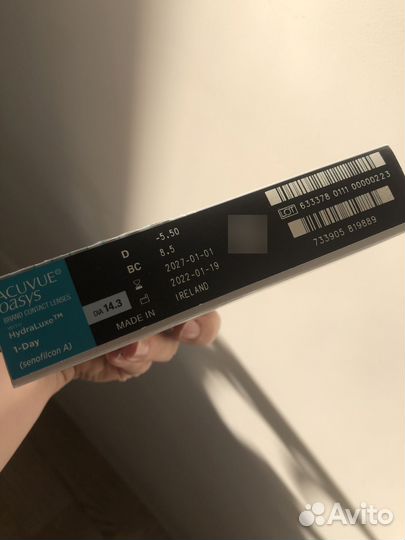 ACUVUE®
oasys
BRAND CONTACT LENSES
HydraLuxe™
1-Day
(senofilcon A)
DIA 14.3
D -5.50
BC 8.5
2027-01-01
2022-01-19
MADE IN IRELAND
LOT 633378 0111 00000223
733905 819889
Avito